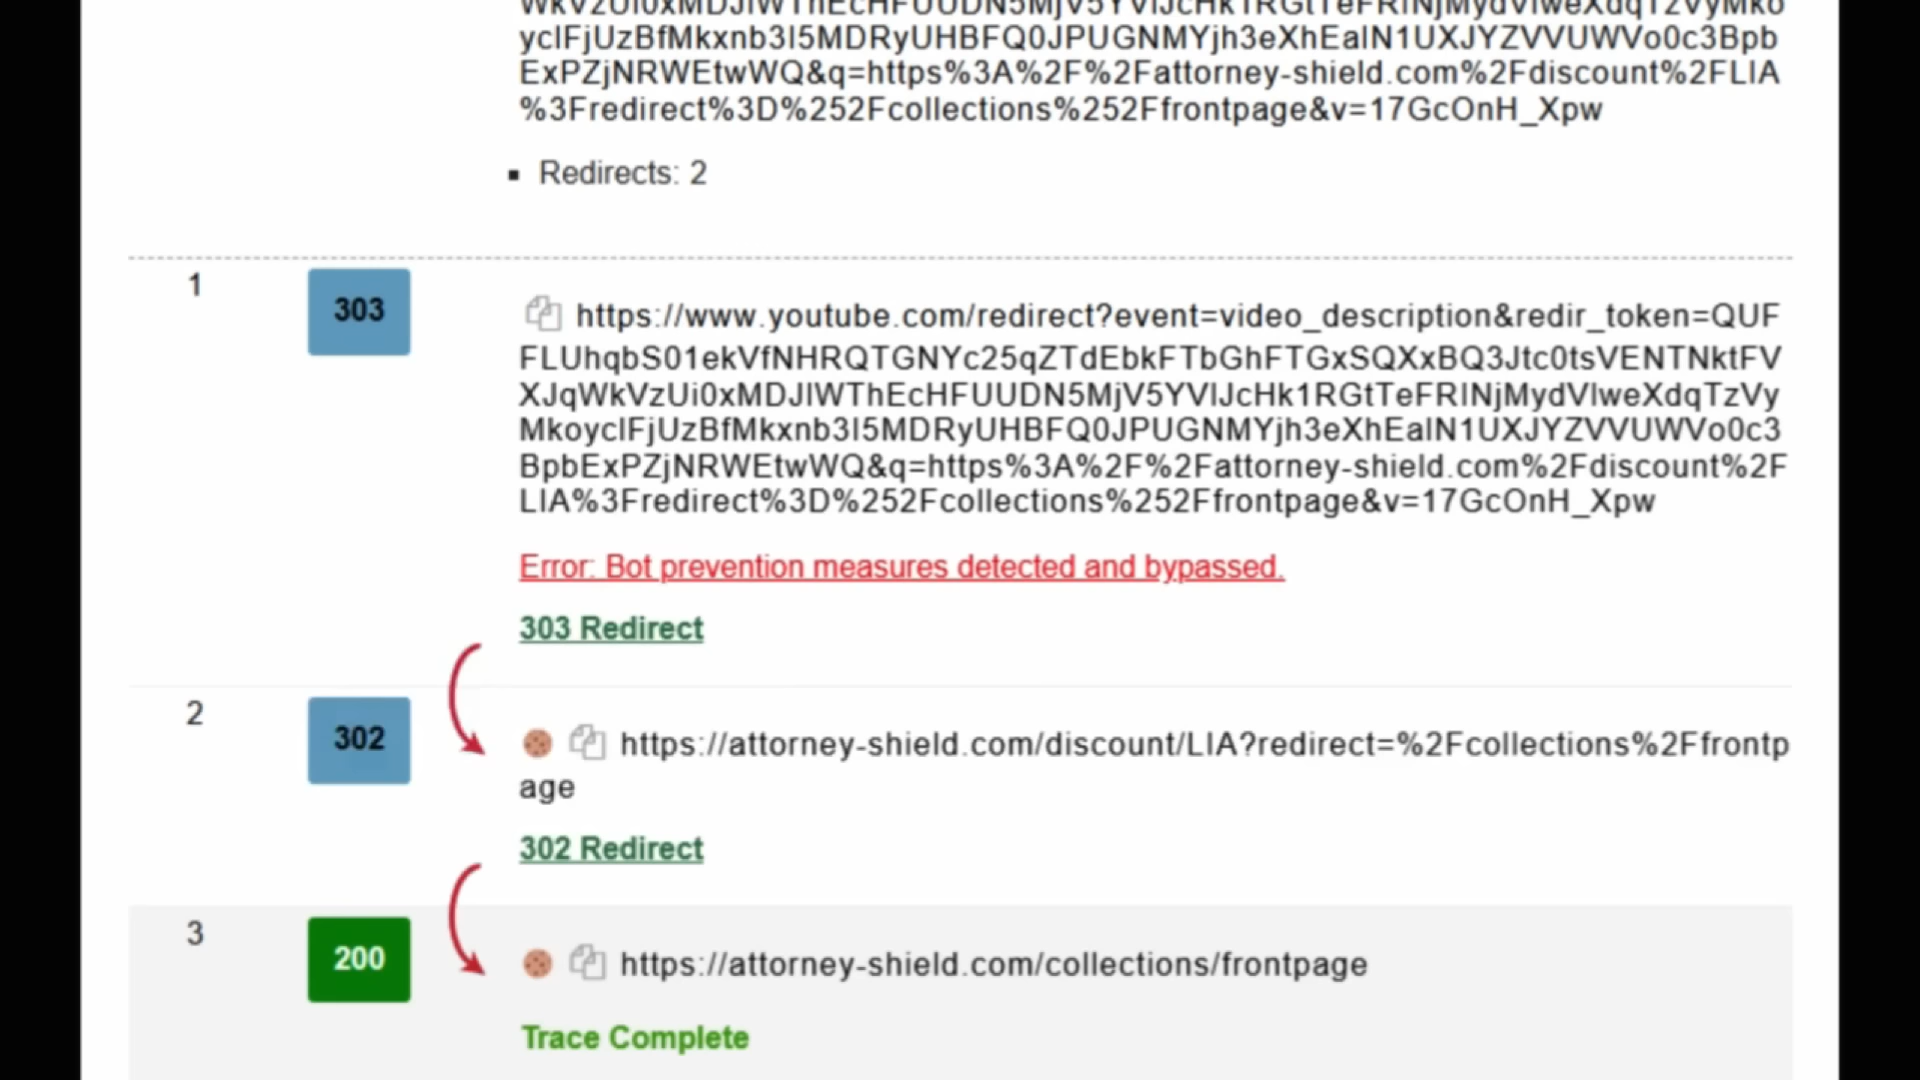 WkVzUi0xMDJIWThEcHFUUDN5MjV5YVlJcHk1RGtTeFRINjMydVlweXdqTzVyMko
yclFjUzBfMkxnb3I5MDRyUHBFQ0JPUGNMYjh3eXhEalN1UXJYZVVUWVo0c3Bpb
ExPZjNRWEtwWQ&q=https%3A%2F%2Fattorney-shield.com%2Fdiscount%2FLIA
%3Fredirect%3D%252Fcollections%252Ffrontpage&v=17GcOnH_Xpw
▪ Redirects: 2
1
303
https://www.youtube.com/redirect?event=video_description&redir_token=QUF
FLUhqbS01ekVfNHRQTGNYc25qZTdEbkFTbGhFTGxSQXxBQ3Jtc0tsVENTNktFV
XJqWkVzUi0xMDJIWThEcHFUUDN5MjV5YVlJcHk1RGtTeFRINjMydVlweXdqTzVy
MkoyclFjUzBfMkxnb3I5MDRyUHBFQ0JPUGNMYjh3eXhEalN1UXJYZVVUWVo0c3
BpbExPZjNRWEtwWQ&q=https%3A%2F%2Fattorney-shield.com%2Fdiscount%2F
LIA%3Fredirect%3D%252Fcollections%252Ffrontpage&v=17GcOnH_Xpw
Error: Bot prevention measures detected and bypassed.
303 Redirect
2
302
https://attorney-shield.com/discount/LIA?redirect=%2Fcollections%2Ffrontp
age
302 Redirect
3
200
https://attorney-shield.com/collections/frontpage
Trace Complete